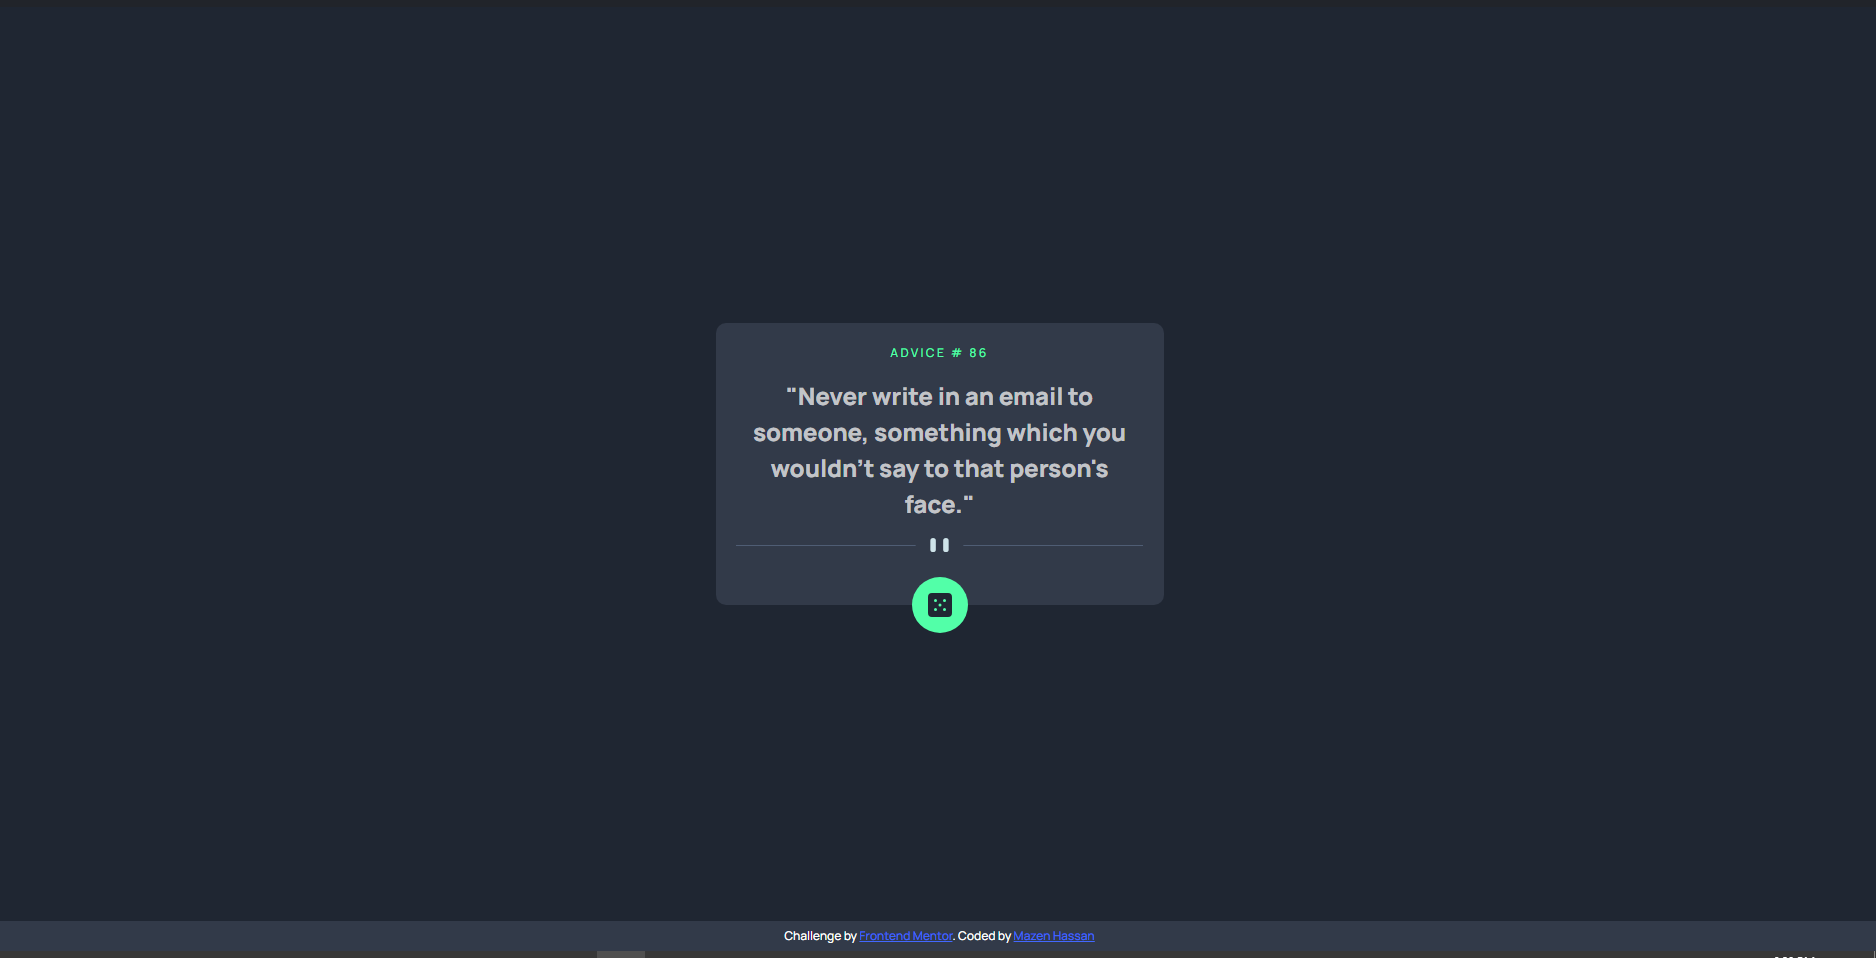 ADVICE # 86
"Never write in an email to
someone, something which you
wouldn't say to that person's
face."
Challenge by Frontend Mentor. Coded by Mazen Hassan